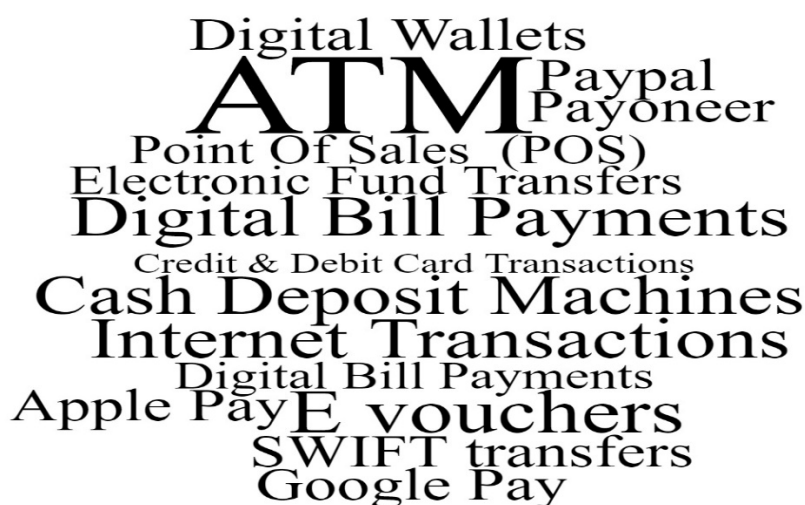 Digital Wallets
ATM
Paypal
Payoneer
Point Of Sales (POS)
Electronic Fund Transfers
Digital Bill Payments
Credit & Debit Card Transactions
Cash Deposit Machines
Internet Transactions
Digital Bill Payments
Apple Pay
E vouchers
SWIFT transfers
Google Pay